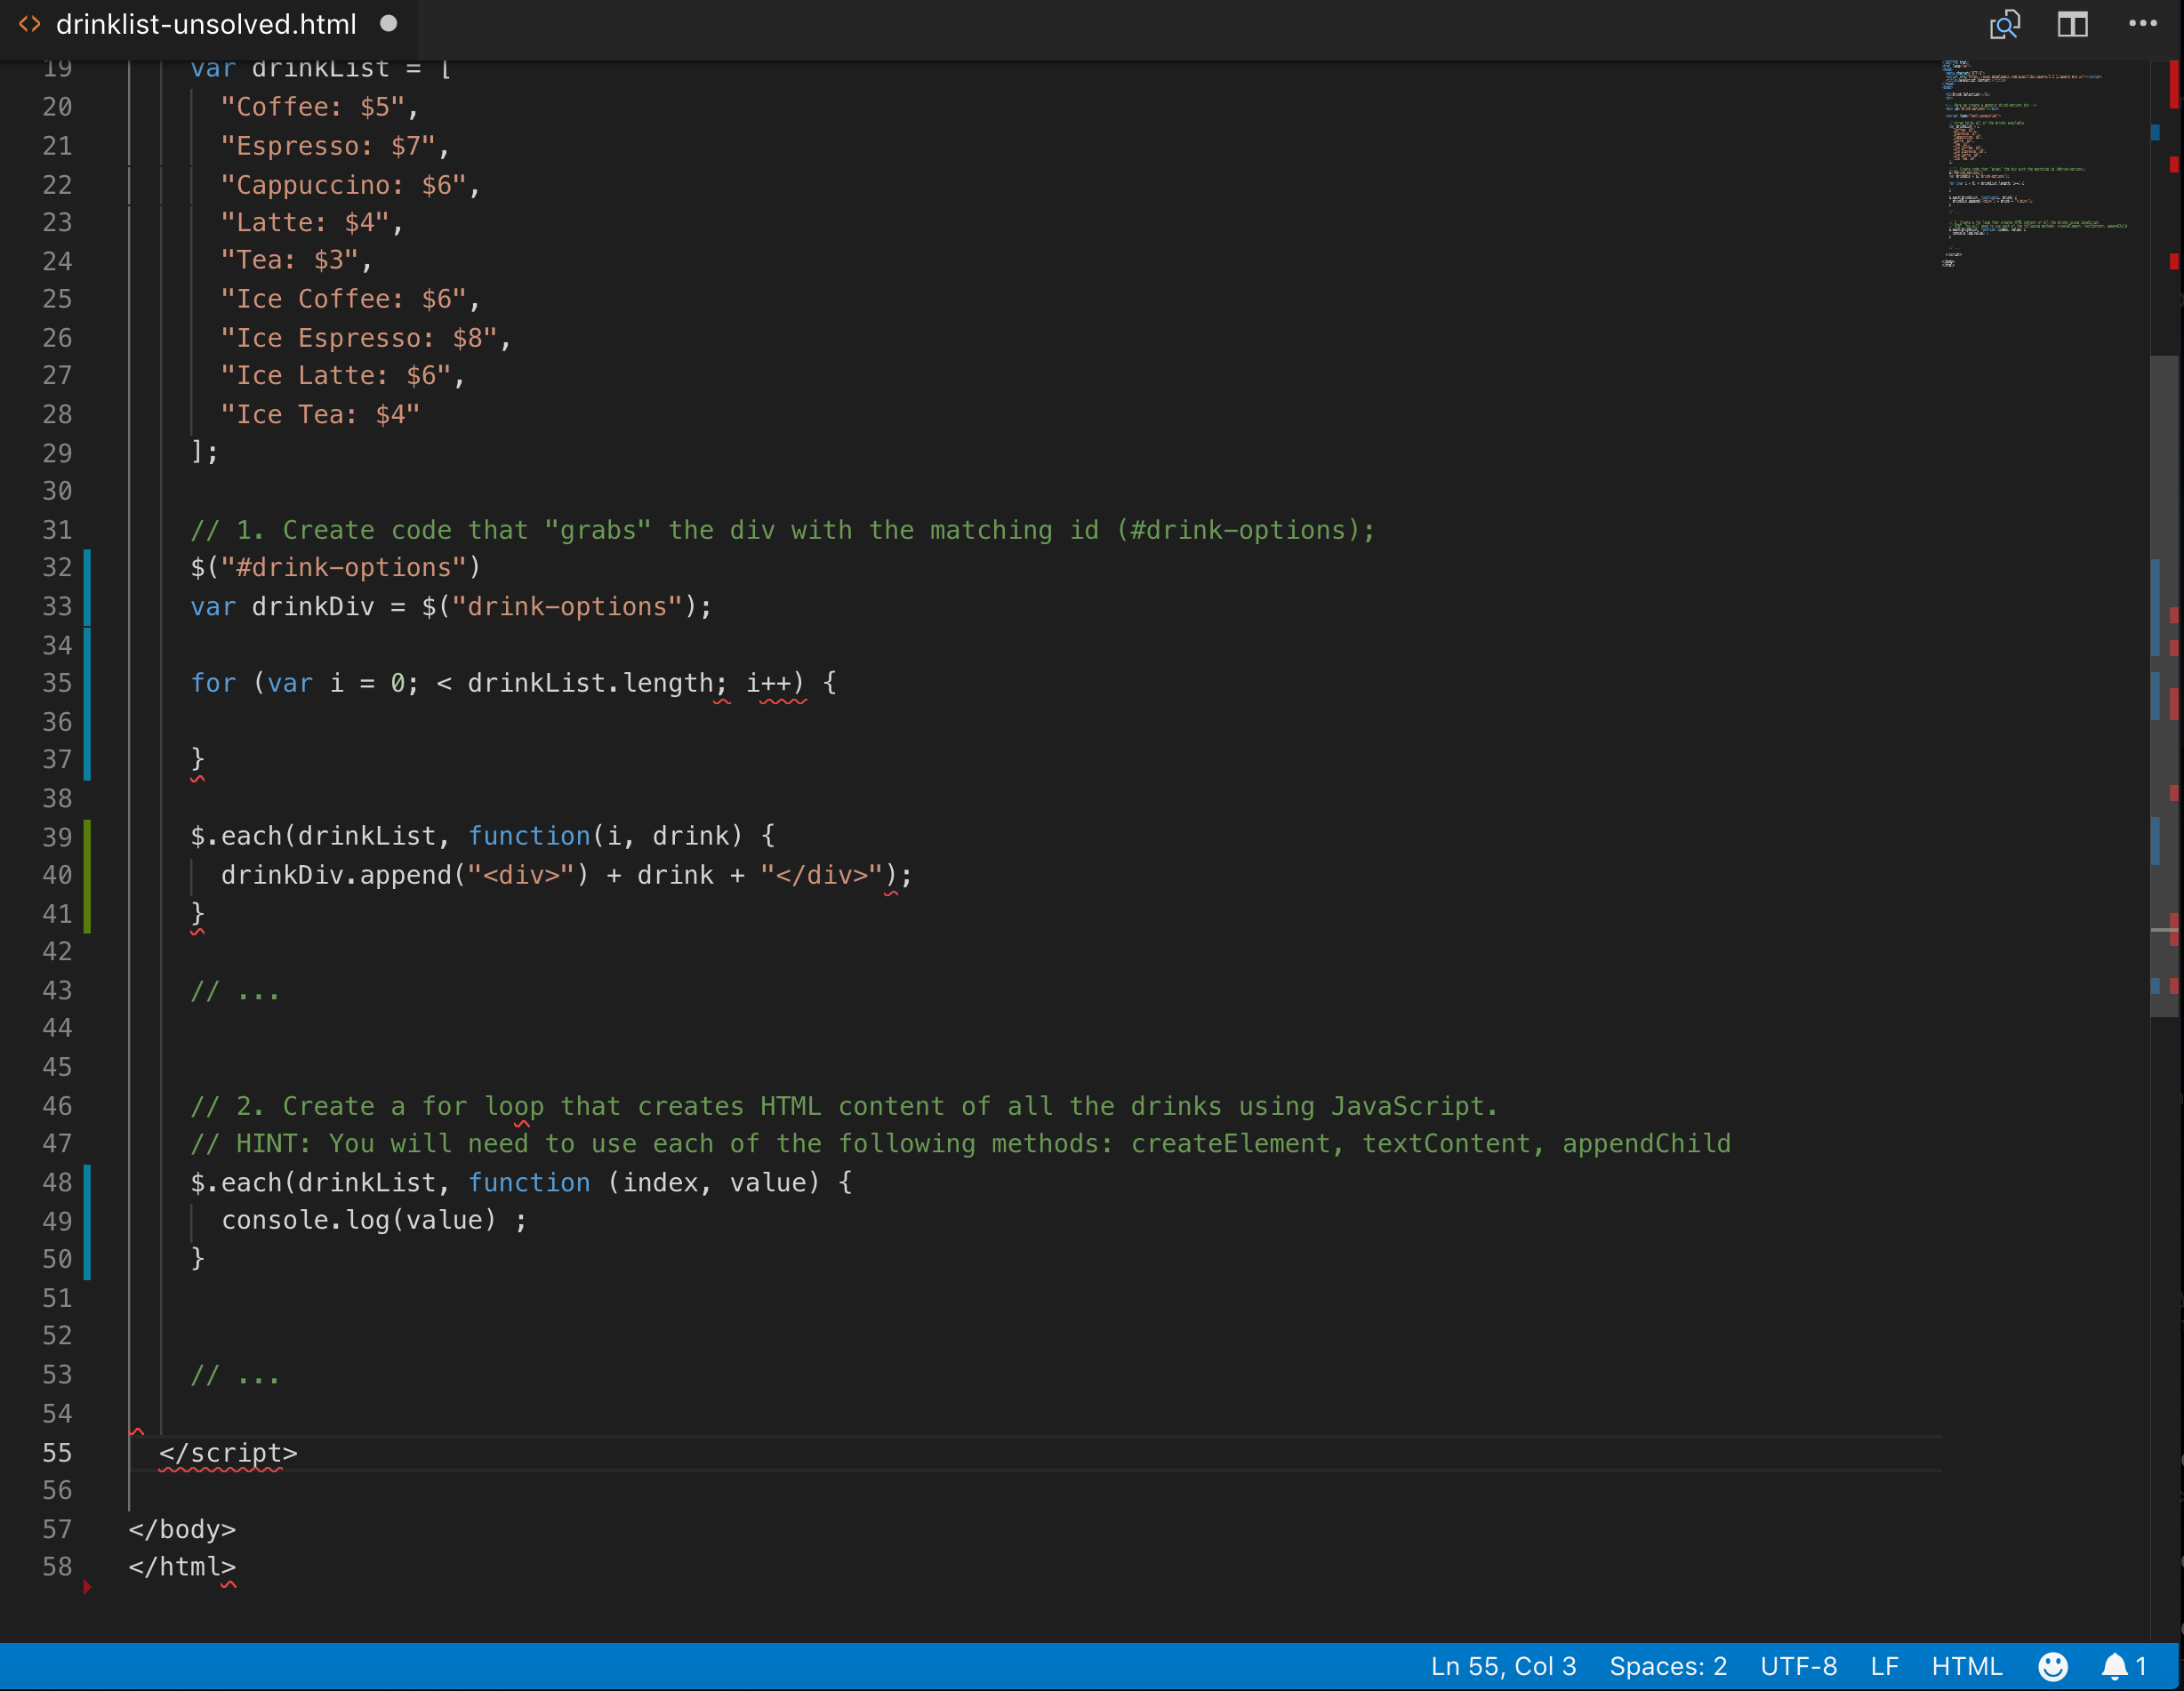 drinklist-unsolved.html
19 var drinkList = [
20 "Coffee: $5",
21 "Espresso: $7",
22 "Cappuccino: $6",
23 "Latte: $4",
24 "Tea: $3",
25 "Ice Coffee: $6",
26 "Ice Espresso: $8",
27 "Ice Latte: $6",
28 "Ice Tea: $4"
29 ];
30
31 // 1. Create code that "grabs" the div with the matching id (#drink-options);
32 $("#drink-options")
33 var drinkDiv = $("drink-options");
34
35 for (var i = 0; < drinkList.length; i++) {
36
37 }
38
39 $.each(drinkList, function(i, drink) {
40 drinkDiv.append("<div>") + drink + "</div>");
41 }
42
43 // ...
44
45
46 // 2. Create a for loop that creates HTML content of all the drinks using JavaScript.
47 // HINT: You will need to use each of the following methods: createElement, textContent, appendChild
48 $.each(drinkList, function (index, value) {
49 console.log(value) ;
50 }
51
52
53 // ...
54
55 </script>
56
57 </body>
58 </html>
Ln 55, Col 3 Spaces: 2 UTF-8 LF HTML 1